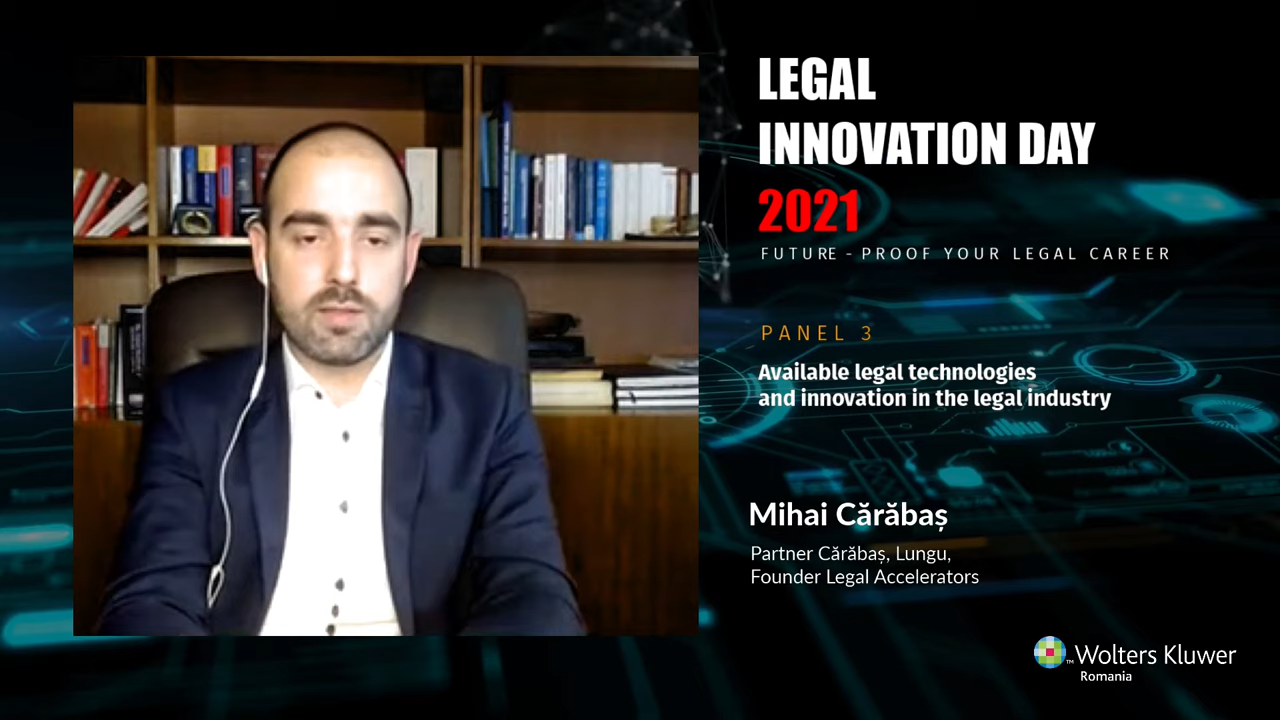 LEGAL
INNOVATION DAY
2021
FUTURE - PROOF YOUR LEGAL CAREER
PANEL 3
Available legal technologies
and innovation in the legal industry
Mihai Cărăbaș
Partner Cărăbaș, Lungu,
Founder Legal Accelerators
™ Wolters Kluwer
Romania